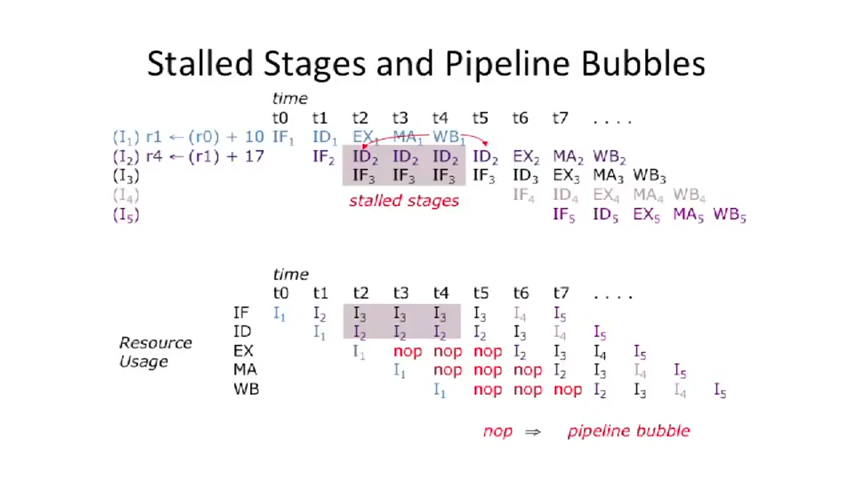 Stalled Stages and Pipeline Bubbles
time
t0 t1 t2 t3 t4 t5 t6 t7 . . . .
(I₁) r1 ← (r0) + 10 IF₁ ID₁ EX₁ MA₁ WB₁
(I₂) r4 ← (r1) + 17 IF₂ ID₂ ID₂ ID₂ ID₂ EX₂ MA₂ WB₂
(I₃) IF₃ IF₃ IF₃ IF₃ ID₃ EX₃ MA₃ WB₃
(I₄) IF₄ ID₄ EX₄ MA₄ WB₄
(I₅) IF₅ ID₅ EX₅ MA₅ WB₅
stalled stages
time
t0 t1 t2 t3 t4 t5 t6 t7 . . . .
IF I₁ I₂ I₃ I₃ I₃ I₃ I₄ I₅
ID I₁ I₂ I₂ I₂ I₂ I₃ I₄ I₅
EX I₁ nop nop nop I₂ I₃ I₄ I₅
MA I₁ nop nop nop I₂ I₃ I₄ I₅
WB I₁ nop nop nop I₂ I₃ I₄ I₅
Resource
Usage
nop ⇒ pipeline bubble